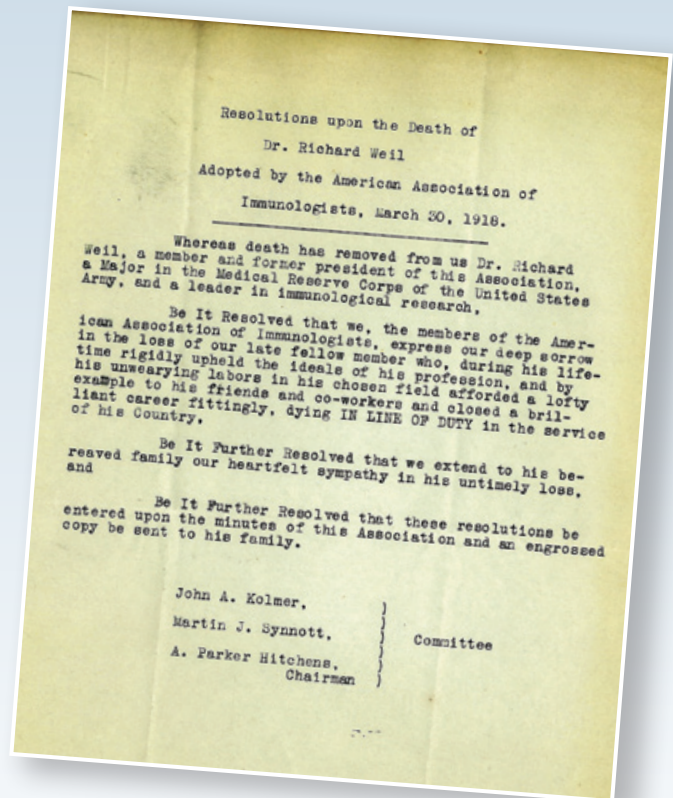 Resolutions upon the Death of
Dr. Richard Weil
Adopted by the American Association of
Immunologists, March 30, 1918.
Whereas death has removed from us Dr. Richard
Weil, a member and former president of this Association,
a Major in the Medical Reserve Corps of the United States
Army, and a leader in immunological research,
Be It Resolved that we, the members of the Amer-
ican Association of Immunologists, express our deep sorrow
in the loss of our late fellow member who, during his life-
time rigidly upheld the ideals of his profession, and by
his unwearying labors in his chosen field afforded a lofty
example to his friends and co-workers and closed a bril-
liant career fittingly, dying IN LINE OF DUTY in the service
of his Country,
Be It Further Resolved that we extend to his be-
reaved family our heartfelt sympathy in his untimely loss,
and
Be It Further Resolved that these resolutions be
entered upon the minutes of this Association and an engrossed
copy be sent to his family.
John A. Kolmer,
Martin J. Synnott,
Committee
A. Parker Hitchens,
Chairman